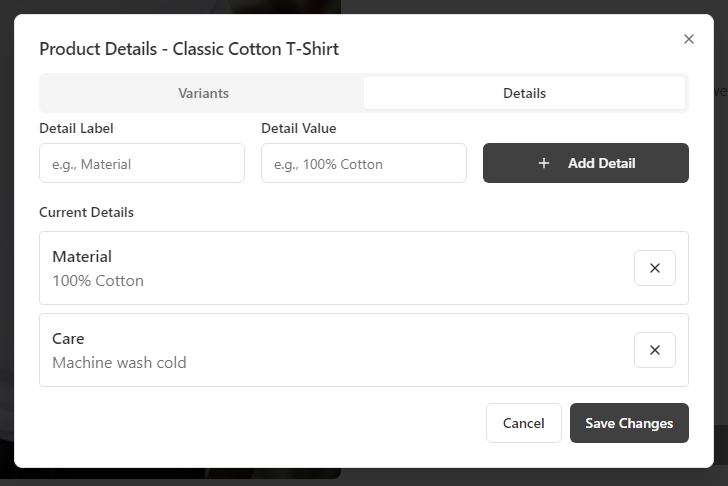 Product Details - Classic Cotton T-Shirt
Variants
Details
Detail Label
Detail Value
e.g., Material
e.g., 100% Cotton
Add Detail
Current Details
Material
100% Cotton
Care
Machine wash cold
Cancel
Save Changes